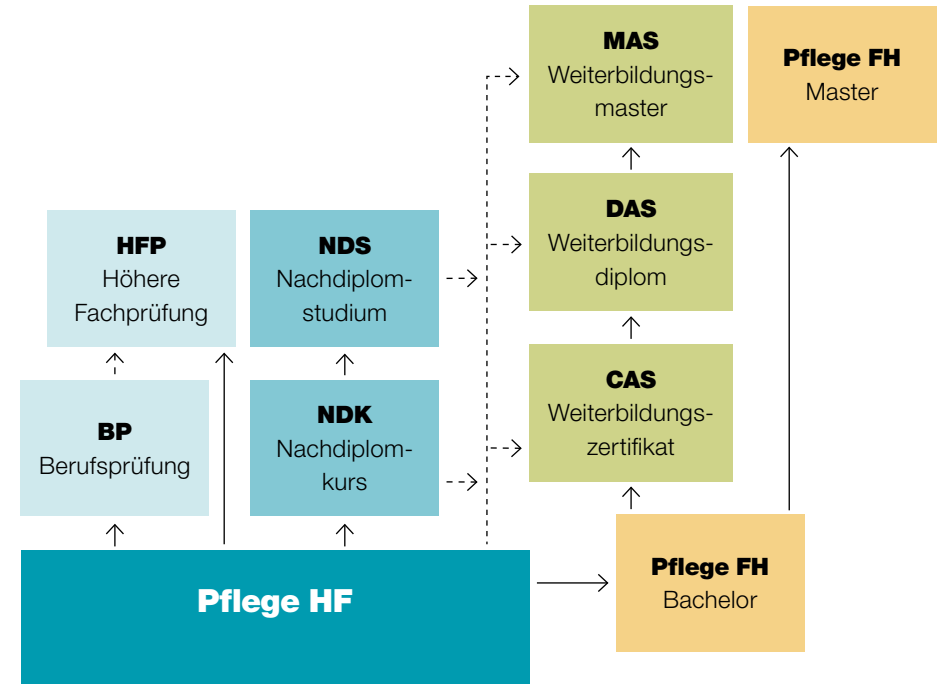 MAS
Weiterbildungs-
master
Pflege FH
Master
HFP
Höhere
Fachprüfung
NDS
Nachdiplom-
studium
DAS
Weiterbildungs-
diplom
BP
Berufsprüfung
NDK
Nachdiplom-
kurs
CAS
Weiterbildungs-
zertifikat
Pflege HF
Pflege FH
Bachelor